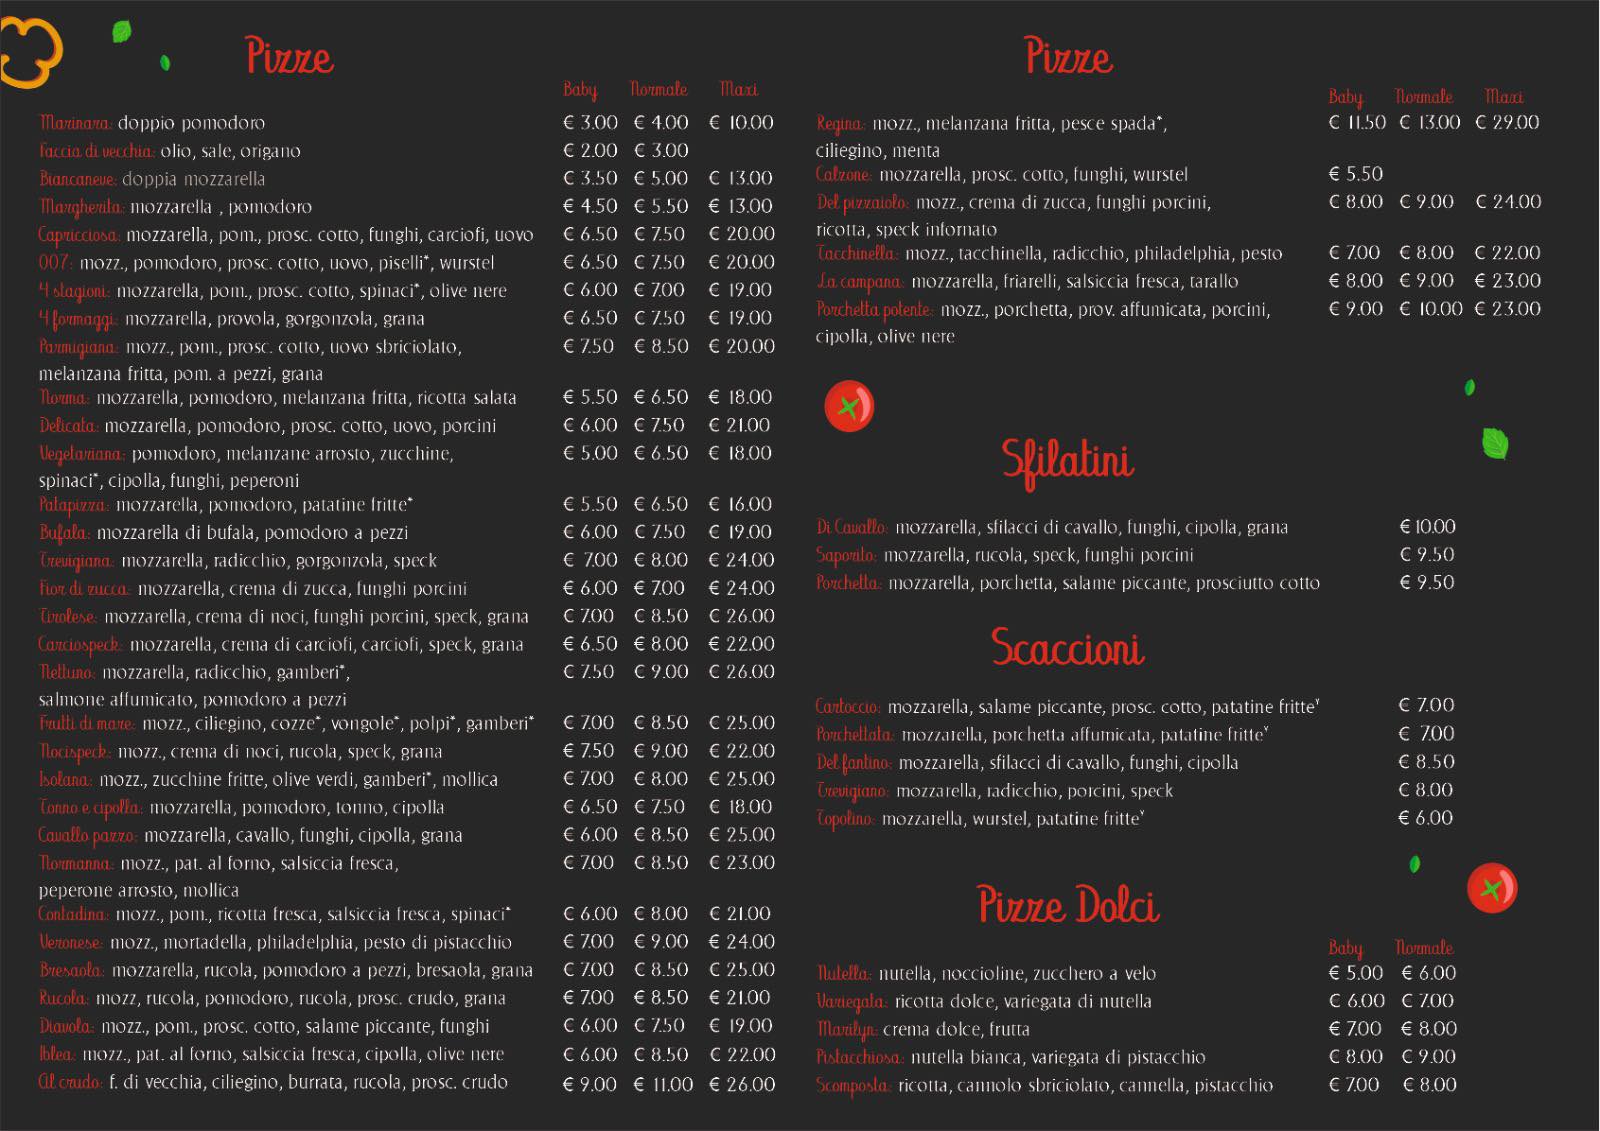 Pizze
Baby Normale Maxi
Marinara: doppio pomodoro € 3.00 € 4.00 € 10.00
Faccia di vecchia: olio, sale, origano € 2.00 € 3.00
Biancaneve: doppia mozzarella € 3.50 € 5.00 € 13.00
Margherita: mozzarella , pomodoro € 4.50 € 5.50 € 13.00
Capricciosa: mozzarella, pom., prosc. cotto, funghi, carciofi, uovo € 6.50 € 7.50 € 20.00
007: mozz., pomodoro, prosc. cotto, uovo, piselli*, wurstel € 6.50 € 7.50 € 20.00
4 stagioni: mozzarella, pom., prosc. cotto, spinaci*, olive nere € 6.00 € 7.00 € 19.00
4 formaggi: mozzarella, provola, gorgonzola, grana € 6.50 € 7.50 € 19.00
Parmigiana: mozz., pom., prosc. cotto, uovo sbriciolato, € 7.50 € 8.50 € 20.00
melanzana fritta, pom. a pezzi, grana
Norma: mozzarella, pomodoro, melanzana fritta, ricotta salata € 5.50 € 6.50 € 18.00
Delicata: mozzarella, pomodoro, prosc. cotto, uovo, porcini € 6.00 € 7.50 € 21.00
Vegetariana: pomodoro, melanzane arrosto, zucchine, € 5.00 € 6.50 € 18.00
spinaci*, cipolla, funghi, peperoni
Patapizza: mozzarella, pomodoro, patatine fritte* € 5.50 € 6.50 € 16.00
Bufala: mozzarella di bufala, pomodoro a pezzi € 6.00 € 7.50 € 19.00
Trevigiana: mozzarella, radicchio, gorgonzola, speck € 7.00 € 8.00 € 24.00
Fior di zucca: mozzarella, crema di zucca, funghi porcini € 6.00 € 7.00 € 24.00
Tirolese: mozzarella, crema di noci, funghi porcini, speck, grana € 7.00 € 8.50 € 26.00
Carciospeck: mozzarella, crema di carciofi, carciofi, speck, grana € 6.50 € 8.00 € 22.00
Nettuno: mozzarella, radicchio, gamberi*, € 7.50 € 9.00 € 26.00
salmone affumicato, pomodoro a pezzi
Frutti di mare: mozz., ciliegino, cozze*, vongole*, polpi*, gamberi* € 7.00 € 8.50 € 25.00
Nocispeck: mozz., crema di noci, rucola, speck, grana € 7.50 € 9.00 € 22.00
Isolana: mozz., zucchine fritte, olive verdi, gamberi*, mollica € 7.00 € 8.00 € 25.00
Tonno e cipolla: mozzarella, pomodoro, tonno, cipolla € 6.50 € 7.50 € 18.00
Cavallo pazzo: mozzarella, cavallo, funghi, cipolla, grana € 6.00 € 8.50 € 25.00
Normanna: mozz., pat. al forno, salsiccia fresca, € 7.00 € 8.50 € 23.00
peperone arrosto, mollica
Contadina: mozz., pom., ricotta fresca, salsiccia fresca, spinaci* € 6.00 € 8.00 € 21.00
Veronese: mozz., mortadella, philadelphia, pesto di pistacchio € 7.00 € 9.00 € 24.00
Bresaola: mozzarella, rucola, pomodoro a pezzi, bresaola, grana € 7.00 € 8.50 € 25.00
Rucola: mozz, rucola, pomodoro, rucola, prosc. crudo, grana € 7.00 € 8.50 € 21.00
Diavola: mozz., pom., prosc. cotto, salame piccante, funghi € 6.00 € 7.50 € 19.00
Iblea: mozz., pat. al forno, salsiccia fresca, cipolla, olive nere € 6.00 € 8.50 € 22.00
Al crudo: f. di vecchia, ciliegino, burrata, rucola, prosc. crudo € 9.00 € 11.00 € 26.00
Pizze
Baby Normale Maxi
Regina: mozz., melanzana fritta, pesce spada*, € 11.50 € 13.00 € 29.00
ciliegino, menta
Calzone: mozzarella, prosc. cotto, funghi, wurstel € 5.50
Del pizzaiolo: mozz., crema di zucca, funghi porcini, € 8.00 € 9.00 € 24.00
ricotta, speck infornato
Tacchinella: mozz., tacchinella, radicchio, philadelphia, pesto € 7.00 € 8.00 € 22.00
La campana: mozzarella, friarelli, salsiccia fresca, tarallo € 8.00 € 9.00 € 23.00
Porchetta potente: mozz., porchetta, prov. affumicata, porcini, € 9.00 € 10.00 € 23.00
cipolla, olive nere
Sfilatini
Di Cavallo: mozzarella, sfilacci di cavallo, funghi, cipolla, grana € 10.00
Saporito: mozzarella, rucola, speck, funghi porcini € 9.50
Porchetta: mozzarella, porchetta, salame piccante, prosciutto cotto € 9.50
Scaccioni
Cartoccio: mozzarella, salame piccante, prosc. cotto, patatine fritte* € 7.00
Porchettata: mozzarella, porchetta affumicata, patatine fritte* € 7.00
Del fantino: mozzarella, sfilacci di cavallo, funghi, cipolla € 8.50
Trevigiano: mozzarella, radicchio, porcini, speck € 8.00
Topolino: mozzarella, wurstel, patatine fritte* € 6.00
Pizze Dolci
Baby Normale
Nutella: nutella, noccioline, zucchero a velo € 5.00 € 6.00
Variegata: ricotta dolce, variegata di nutella € 6.00 € 7.00
Marilyn: crema dolce, frutta € 7.00 € 8.00
Pistacchiosa: nutella bianca, variegata di pistacchio € 8.00 € 9.00
Scomposta: ricotta, cannolo sbriciolato, cannella, pistacchio € 7.00 € 8.00